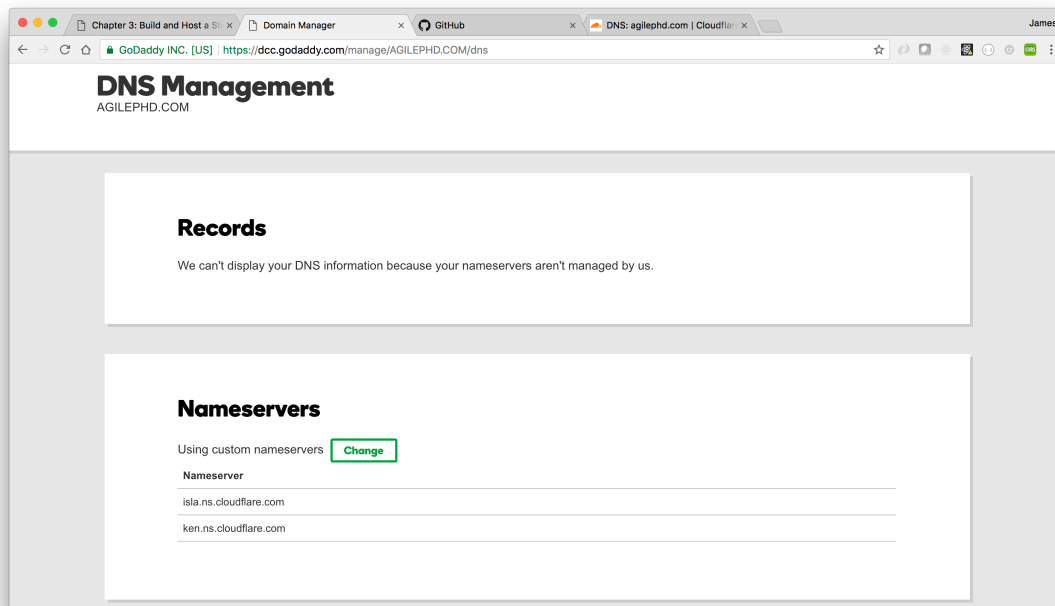 Chapter 3: Build and Host a St
Domain Manager
GitHub
DNS: agilephd.com | Cloudflare
James
GoDaddy INC. [US] | https://dcc.godaddy.com/manage/AGILEPHD.COM/dns
CORS
DNS Management
AGILEPHD.COM
Records
We can't display your DNS information because your nameservers aren't managed by us.
Nameservers
Using custom nameservers Change
Nameserver
isla.ns.cloudflare.com
ken.ns.cloudflare.com